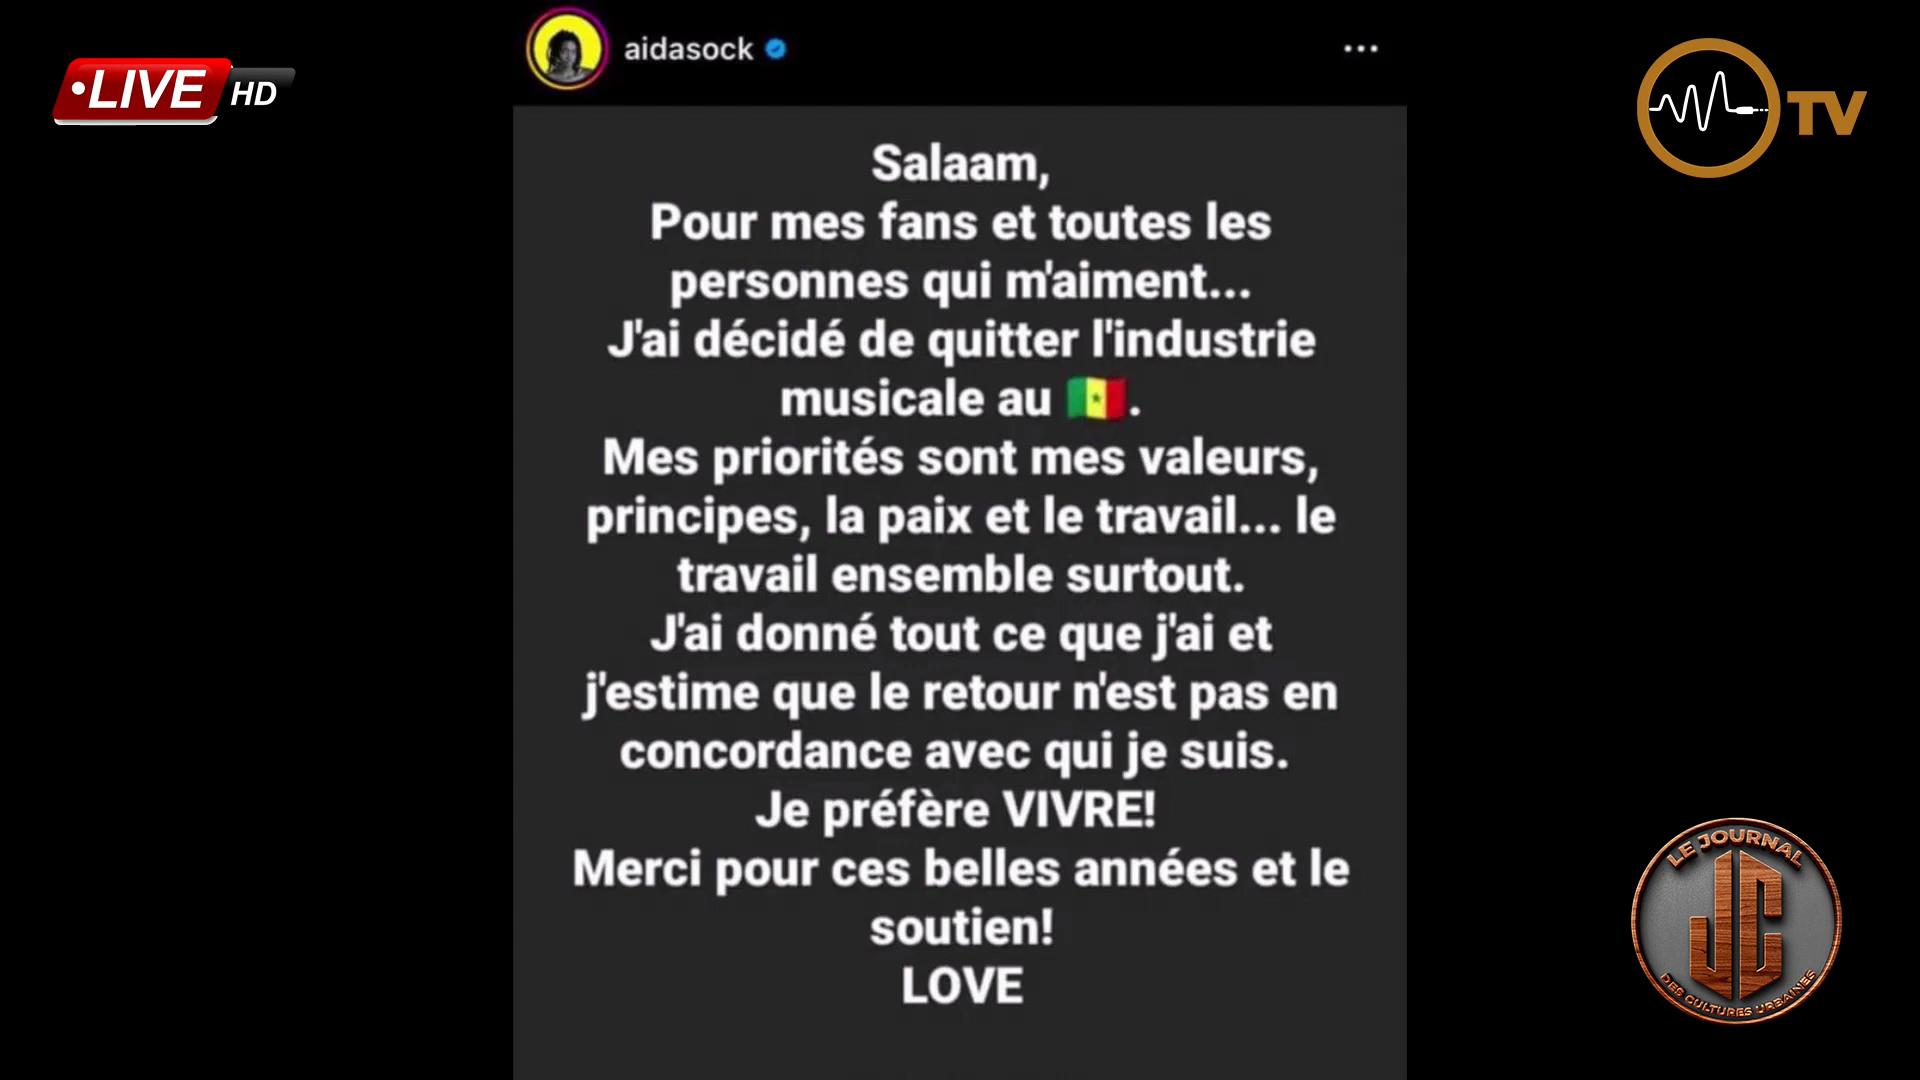 aidasock
LIVE HD
TV
Salaam,
Pour mes fans et toutes les
personnes qui m'aiment...
J'ai décidé de quitter l'industrie
musicale au 🇸🇳.
Mes priorités sont mes valeurs,
principes, la paix et le travail... le
travail ensemble surtout.
J'ai donné tout ce que j'ai et
j'estime que le retour n'est pas en
concordance avec qui je suis.
Je préfère VIVRE!
Merci pour ces belles années et le
soutien!
LOVE
LE JOURNAL
JC
DES CULTURES URBAINES